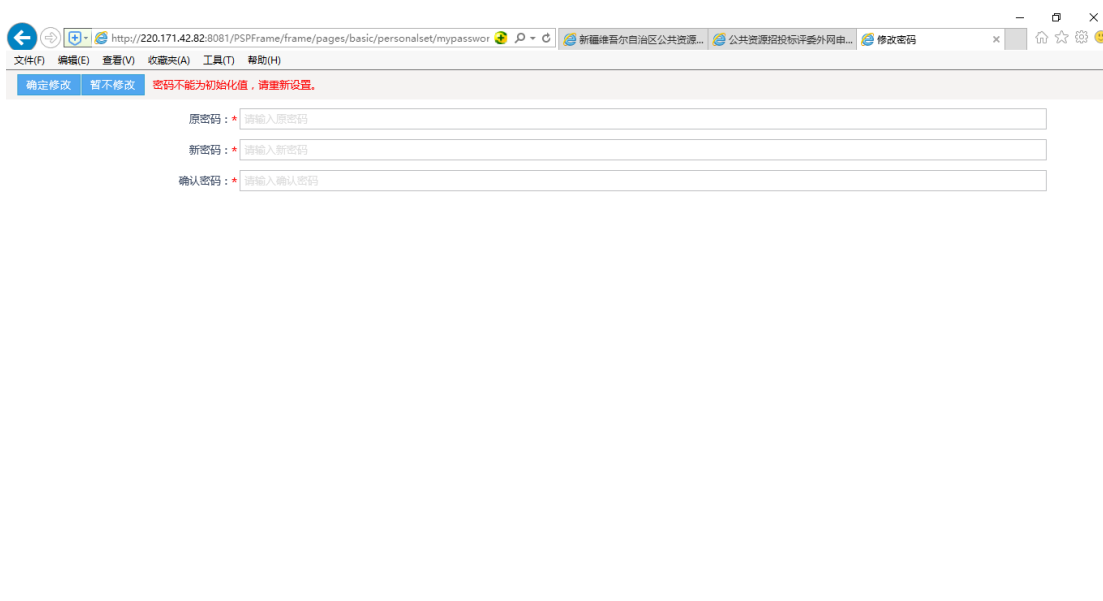 http://220.171.42.82:8081/PSPFrame/frame/pages/basic/personalset/mypasswor
新疆维吾尔自治区公共资源...
公共资源招投标评委外网申...
修改密码
文件(F) 编辑(E) 查看(V) 收藏夹(A) 工具(T) 帮助(H)
确定修改 暂不修改 密码不能为初始化值，请重新设置。
原密码：* 请输入原密码
新密码：* 请输入新密码
确认密码：* 请输入确认密码